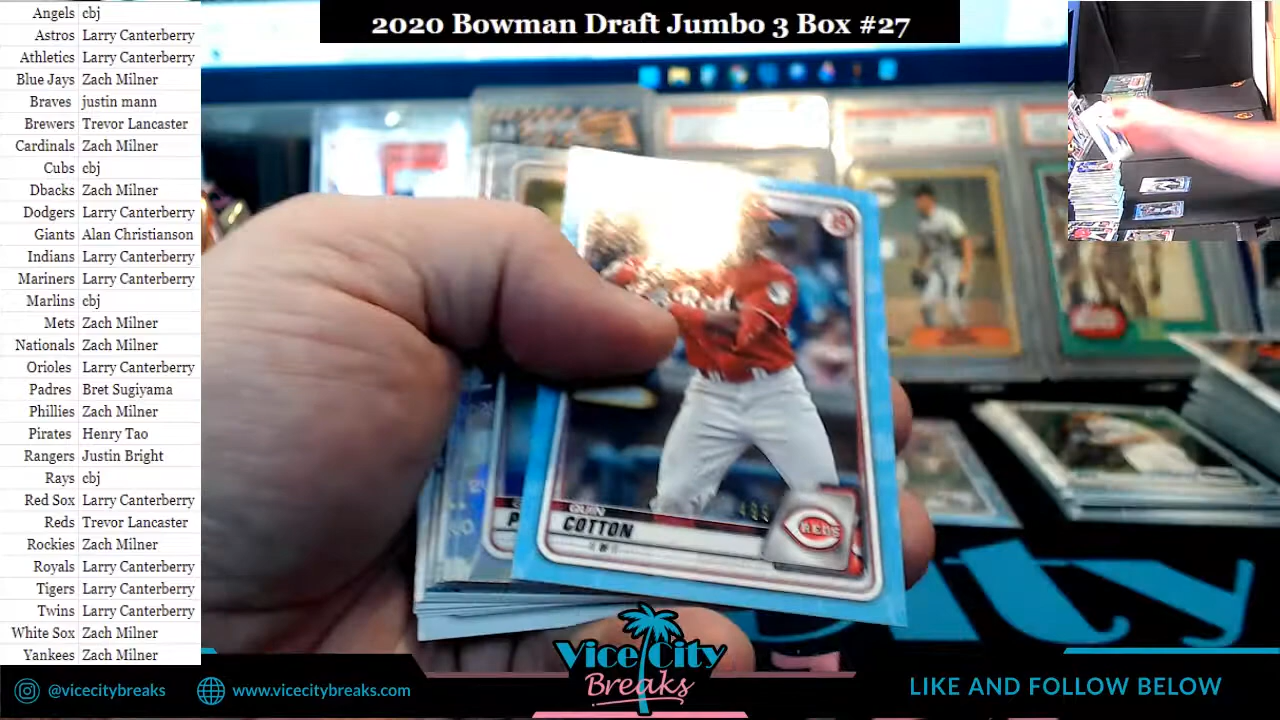 2020 Bowman Draft Jumbo 3 Box #27
Angels cbj
Astros Larry Canterberry
Athletics Larry Canterberry
Blue Jays Zach Milner
Braves justin mann
Brewers Trevor Lancaster
Cardinals Zach Milner
Cubs cbj
Dbacks Zach Milner
Dodgers Larry Canterberry
Giants Alan Christianson
Indians Larry Canterberry
Mariners Larry Canterberry
Marlins cbj
Mets Zach Milner
Nationals Zach Milner
Orioles Larry Canterberry
Padres Bret Sugiyama
Phillies Zach Milner
Pirates Henry Tao
Rangers Justin Bright
Rays cbj
Red Sox Larry Canterberry
Reds Trevor Lancaster
Rockies Zach Milner
Royals Larry Canterberry
Tigers Larry Canterberry
Twins Larry Canterberry
White Sox Zach Milner
Yankees Zach Milner
QUIN
COTTON
REDS
Vice City
Breaks
@vicecitybreaks
www.vicecitybreaks.com
LIKE AND FOLLOW BELOW